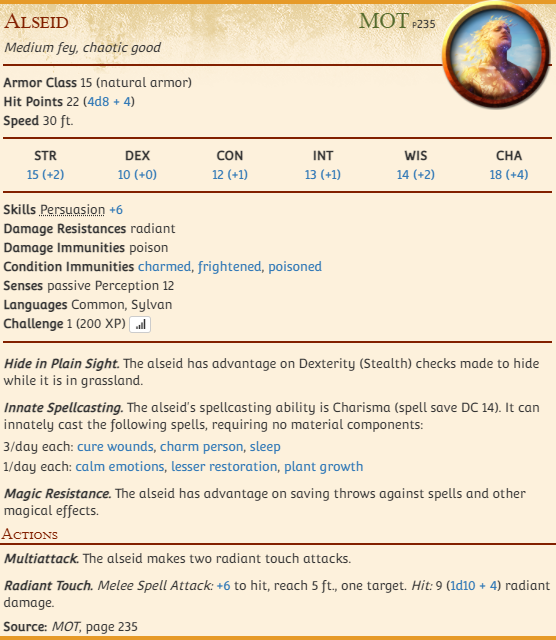 Alseid
MOT p235
Medium fey, chaotic good
Armor Class 15 (natural armor)
Hit Points 22 (4d8 + 4)
Speed 30 ft.
STR DEX CON INT WIS CHA
15 (+2) 10 (+0) 12 (+1) 13 (+1) 14 (+2) 18 (+4)
Skills Persuasion +6
Damage Resistances radiant
Damage Immunities poison
Condition Immunities charmed, frightened, poisoned
Senses passive Perception 12
Languages Common, Sylvan
Challenge 1 (200 XP)
Hide in Plain Sight. The alseid has advantage on Dexterity (Stealth) checks made to hide
while it is in grassland.
Innate Spellcasting. The alseid's spellcasting ability is Charisma (spell save DC 14). It can
innately cast the following spells, requiring no material components:
3/day each: cure wounds, charm person, sleep
1/day each: calm emotions, lesser restoration, plant growth
Magic Resistance. The alseid has advantage on saving throws against spells and other
magical effects.
Actions
Multiattack. The alseid makes two radiant touch attacks.
Radiant Touch. Melee Spell Attack: +6 to hit, reach 5 ft., one target. Hit: 9 (1d10 + 4) radiant
damage.
Source: MOT, page 235